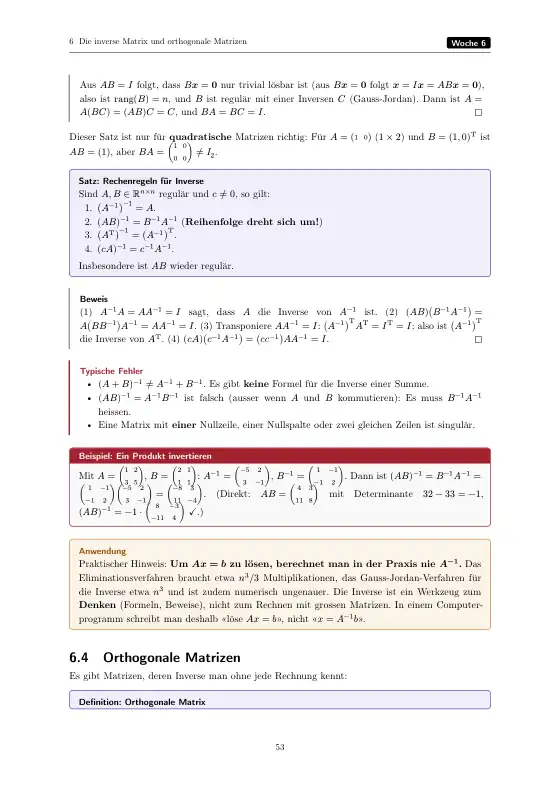 6 Die inverse Matrix und orthogonale Matrizen
Woche 6
Aus AB = I folgt, dass Bx = 0 nur trivial lösbar ist (aus Bx = 0 folgt x = Ix = ABx = 0),
also ist rang(B) = n, und B ist regulär mit einer Inversen C (Gauss-Jordan). Dann ist A =
A(BC) = (AB)C = C, und BA = BC = I. □
Dieser Satz ist nur für quadratische Matrizen richtig: Für A = (1 0) (1 × 2) und B = (1, 0)ᵀ ist
AB = (1), aber BA = (1 0; 0 0) ≠ I₂.
Satz: Rechenregeln für Inverse
Sind A, B ∈ ℝⁿˣⁿ regulär und c ≠ 0, so gilt:
1. (A⁻¹)⁻¹ = A.
2. (AB)⁻¹ = B⁻¹A⁻¹ (Reihenfolge dreht sich um!)
3. (Aᵀ)⁻¹ = (A⁻¹)ᵀ.
4. (cA)⁻¹ = c⁻¹A⁻¹.
Insbesondere ist AB wieder regulär.
Beweis
(1) A⁻¹A = AA⁻¹ = I sagt, dass A die Inverse von A⁻¹ ist. (2) (AB)(B⁻¹A⁻¹) =
A(BB⁻¹)A⁻¹ = AA⁻¹ = I. (3) Transponiere AA⁻¹ = I: (A⁻¹)ᵀAᵀ = Iᵀ = I; also ist (A⁻¹)ᵀ
die Inverse von Aᵀ. (4) (cA)(c⁻¹A⁻¹) = (cc⁻¹)AA⁻¹ = I. □
Typische Fehler
• (A + B)⁻¹ ≠ A⁻¹ + B⁻¹. Es gibt keine Formel für die Inverse einer Summe.
• (AB)⁻¹ = A⁻¹B⁻¹ ist falsch (ausser wenn A und B kommutieren): Es muss B⁻¹A⁻¹
heissen.
• Eine Matrix mit einer Nullzeile, einer Nullspalte oder zwei gleichen Zeilen ist singulär.
Beispiel: Ein Produkt invertieren
Mit A = (1 2; 3 5), B = (2 1; 1 1): A⁻¹ = (−5 2; 3 −1), B⁻¹ = (1 −1; −1 2). Dann ist (AB)⁻¹ = B⁻¹A⁻¹ =
(1 −1; −1 2)(−5 2; 3 −1) = (−8 3; 11 −4). (Direkt: AB = (4 3; 11 8) mit Determinante 32 − 33 = −1,
(AB)⁻¹ = −1 · (8 −3; −11 4) ✓.)
Anwendung
Praktischer Hinweis: Um Ax = b zu lösen, berechnet man in der Praxis nie A⁻¹. Das
Eliminationsverfahren braucht etwa n³/3 Multiplikationen, das Gauss-Jordan-Verfahren für
die Inverse etwa n³ und ist zudem numerisch ungenauer. Die Inverse ist ein Werkzeug zum
Denken (Formeln, Beweise), nicht zum Rechnen mit grossen Matrizen. In einem Computer-
programm schreibt man deshalb «löse Ax = b», nicht «x = A⁻¹b».
6.4 Orthogonale Matrizen
Es gibt Matrizen, deren Inverse man ohne jede Rechnung kennt:
Definition: Orthogonale Matrix
53